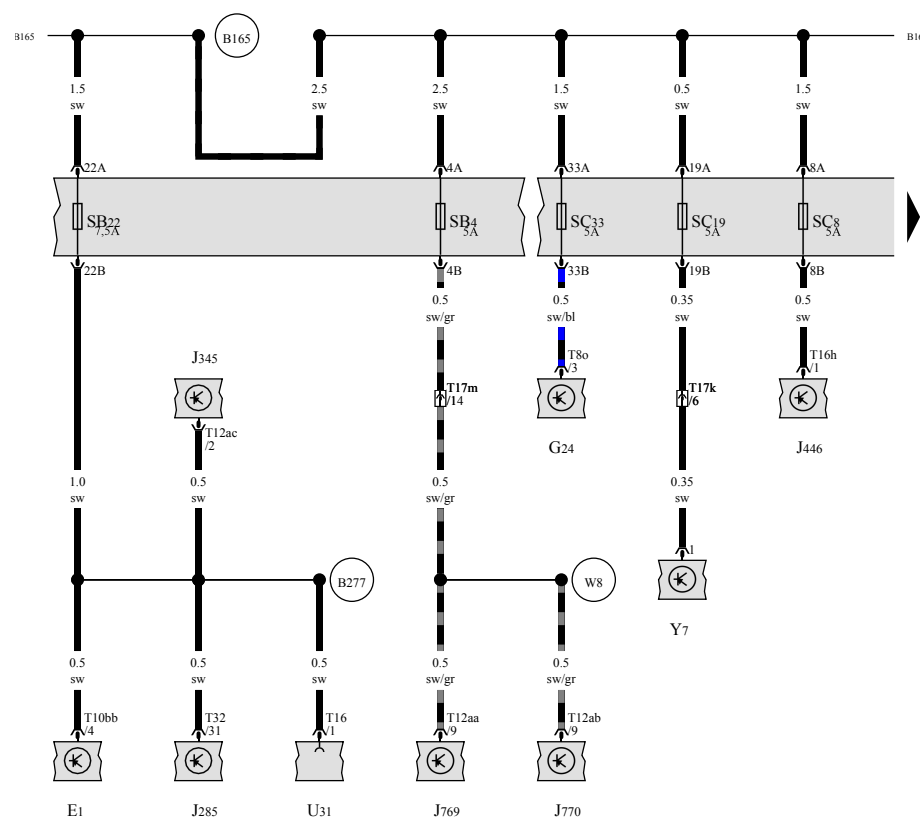 B165
B165
B16
1.5
2.5
2.5
1.5
0.5
1.5
sw
sw
sw
sw
sw
sw
22A
4A
33A
19A
8A
SB22
7,5A
SB4
5A
SC33
5A
SC19
5A
SC8
5A
22B
4B
33B
19B
8B
0.5
0.5
0.35
0.5
sw/gr
sw/bl
sw
sw
J345
T8o
/3
T16h
/1
T17m
/14
T17k
/6
T12ac
/2
G24
J446
1.0
0.5
0.5
0.35
sw
sw
sw/gr
sw
1
B277
W8
Y7
0.5
0.5
0.5
0.5
0.5
sw
sw
sw
sw/gr
sw/gr
T10bb
/4
T32
/31
T16
/1
T12aa
/9
T12ab
/9
E1
J285
U31
J769
J770